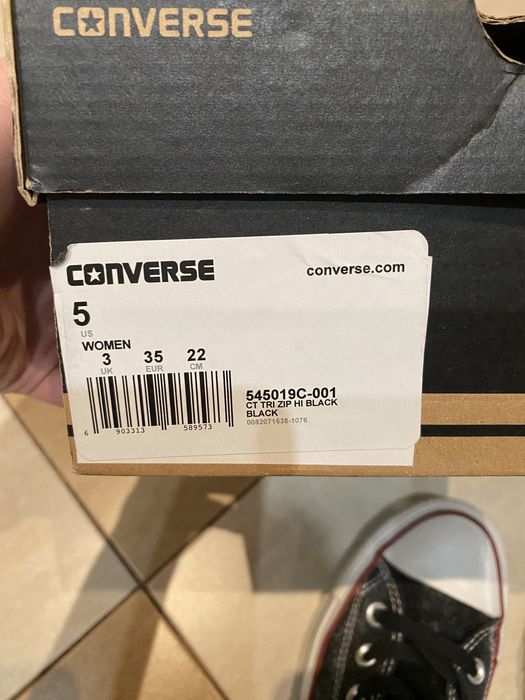 CONVERSE
CONVERSE converse.com
5
US
WOMEN
3 35 22
UK EUR CM
545019C-001
CT TRI ZIP HI BLACK
BLACK
0082071638-1076
6 903313 589573